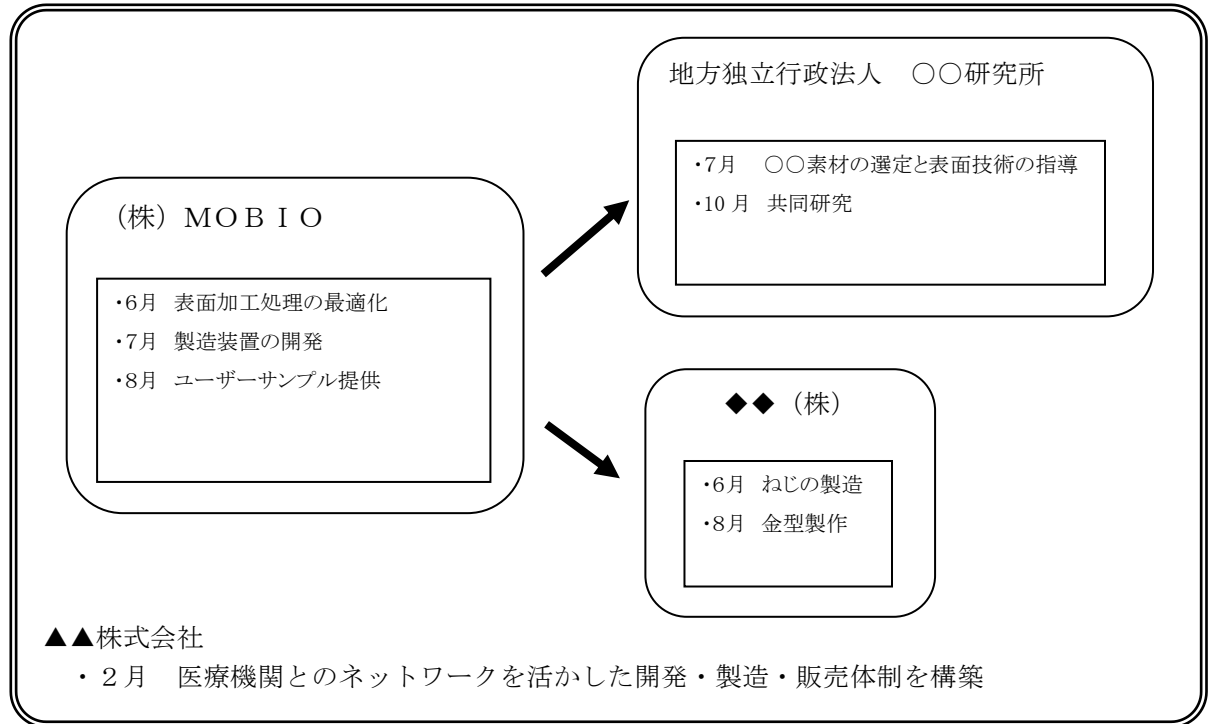 地方独立行政法人　○○研究所
・７月　○○素材の選定と表面技術の指導
・10 月　共同研究
（株）ＭＯＢＩＯ
・６月　表面加工処理の最適化
・７月　製造装置の開発
・８月　ユーザーサンプル提供
◆◆（株）
・６月　ねじの製造
・８月　金型製作
▲▲株式会社
・２月　医療機関とのネットワークを活かした開発・製造・販売体制を構築